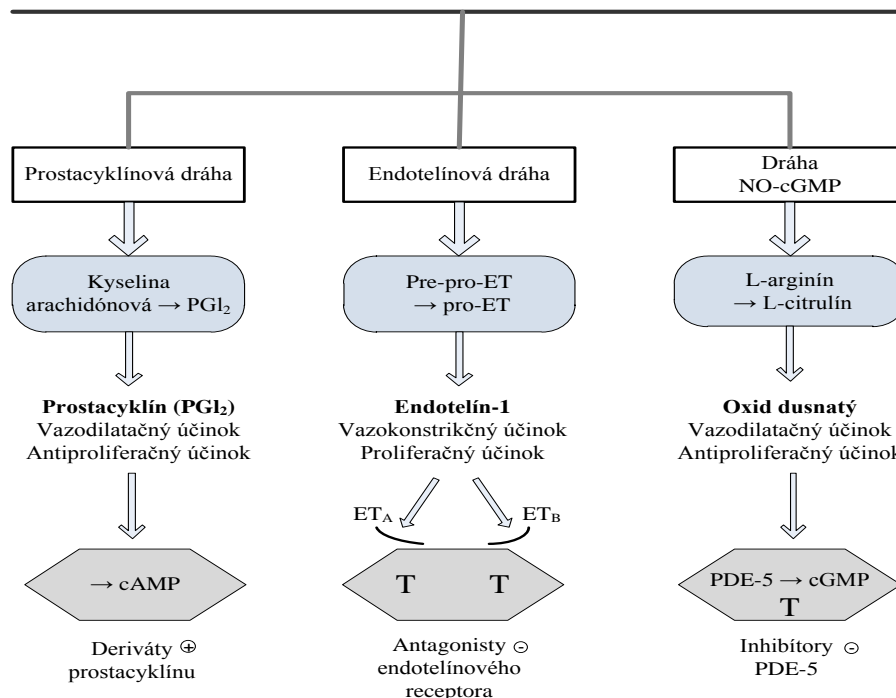 Prostacyklínová dráha
Kyselina
arachidónová → PGl₂
Prostacyklín (PGl₂)
Vazodilatačný účinok
Antiproliferačný účinok
→ cAMP
Deriváty ⊕
prostacyklínu
Endotelínová dráha
Pre-pro-ET
→ pro-ET
Endotelín-1
Vazokonstrikčný účinok
Proliferačný účinok
ETA
ETB
T T
Antagonisty ⊖
endotelínového
receptora
Dráha
NO-cGMP
L-arginín
→ L-citrulín
Oxid dusnatý
Vazodilatačný účinok
Antiproliferačný účinok
PDE-5 → cGMP
T
Inhibítory ⊖
PDE-5